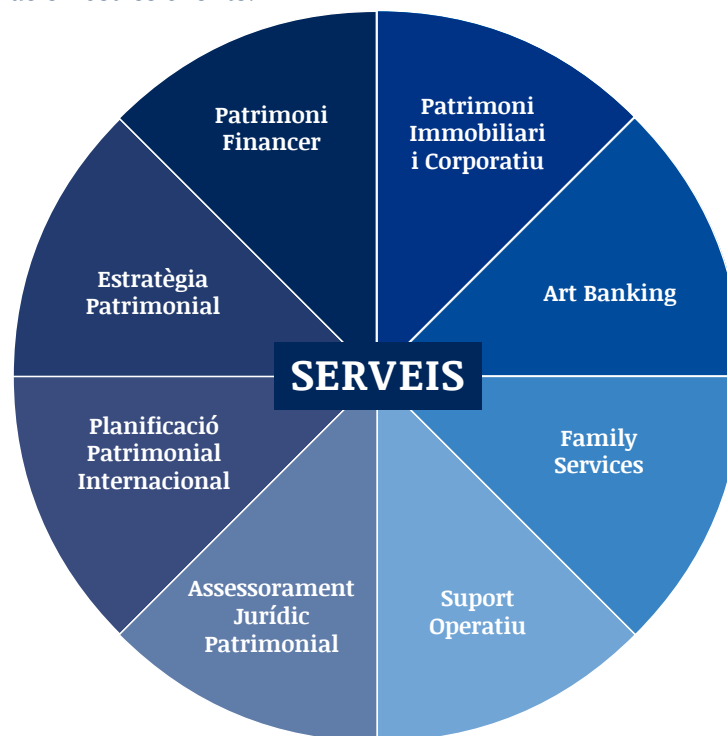 Patrimoni
Financer
Patrimoni
Immobiliari
i Corporatiu
Art Banking
Family
Services
Suport
Operatiu
Assessorament
Jurídic
Patrimonial
Planificació
Patrimonial
Internacional
Estratègia
Patrimonial
SERVEIS